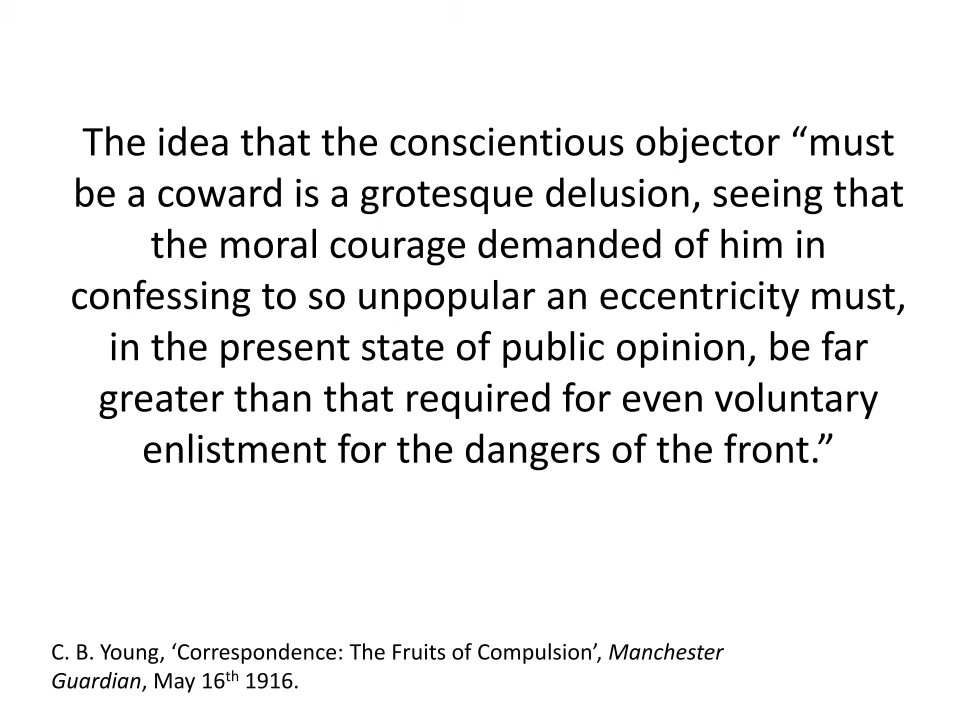 The idea that the conscientious objector “must
be a coward is a grotesque delusion, seeing that
the moral courage demanded of him in
confessing to so unpopular an eccentricity must,
in the present state of public opinion, be far
greater than that required for even voluntary
enlistment for the dangers of the front.”
C. B. Young, ‘Correspondence: The Fruits of Compulsion’, Manchester
Guardian, May 16th 1916.